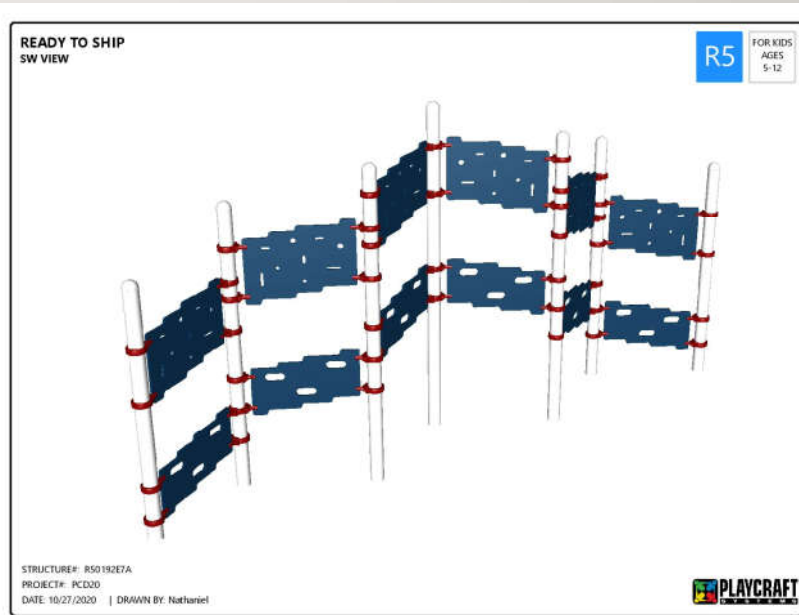 READY TO SHIP
SW VIEW
R5
FOR KIDS
AGES
5-12
STRUCTURE#: R50192E7A
PROJECT#: PCD20
DATE: 10/27/2020 | DRAWN BY: Nathaniel
PLAYCRAFT
SYSTEMS